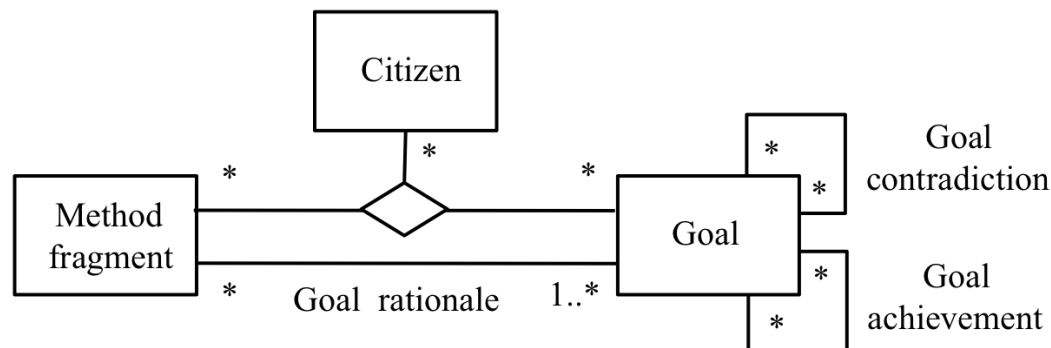 Citizen
*
*
*
Goal
contradiction
*
*
Method
fragment
Goal
*
Goal rationale
1..*
*
*
Goal
achievement